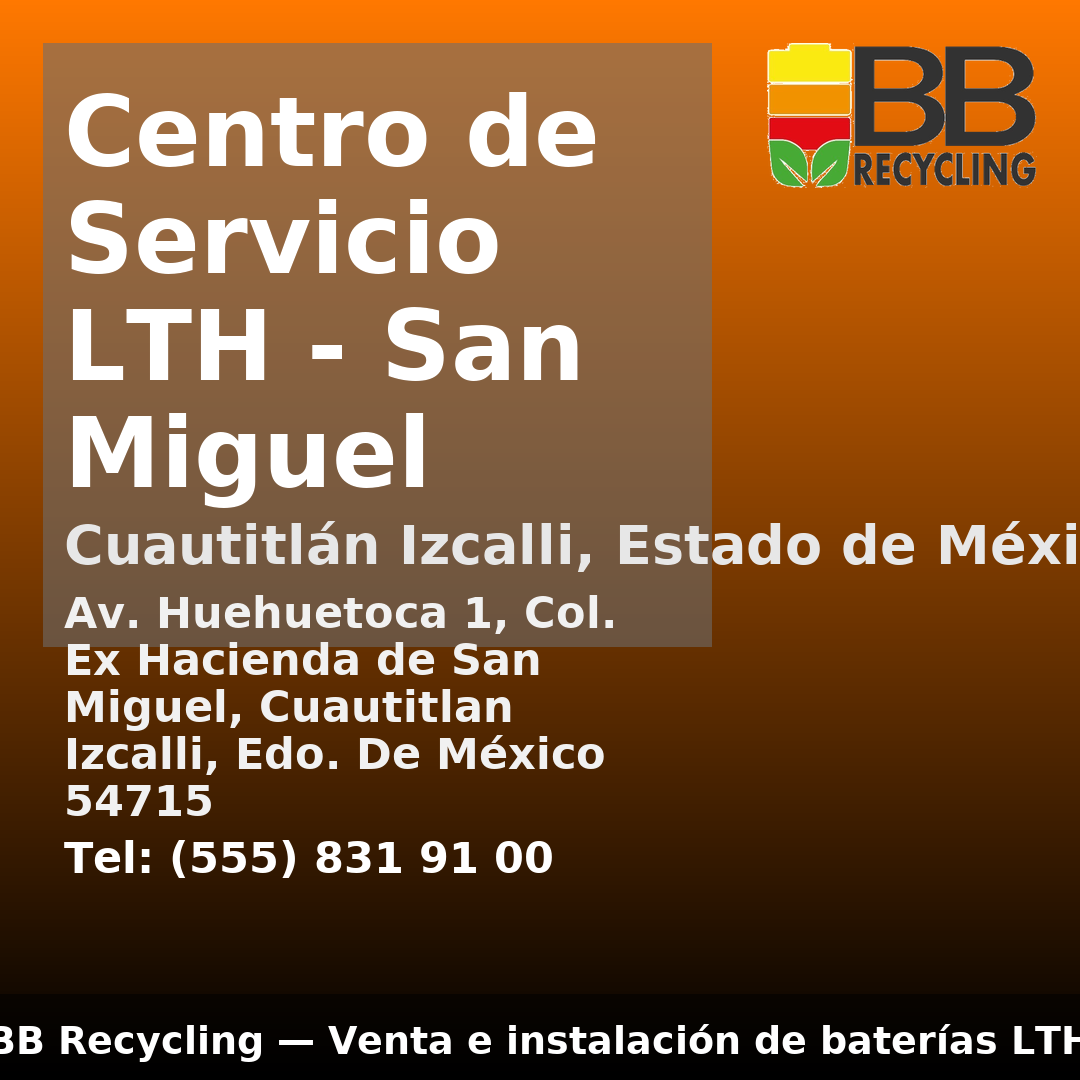 Centro de
Servicio
LTH - San
Miguel
BB
RECYCLING
Cuautitlán Izcalli, Estado de Méxi
Av. Huehuetoca 1, Col.
Ex Hacienda de San
Miguel, Cuautitlan
Izcalli, Edo. De México
54715
Tel: (555) 831 91 00
BB Recycling — Venta e instalación de baterías LTH